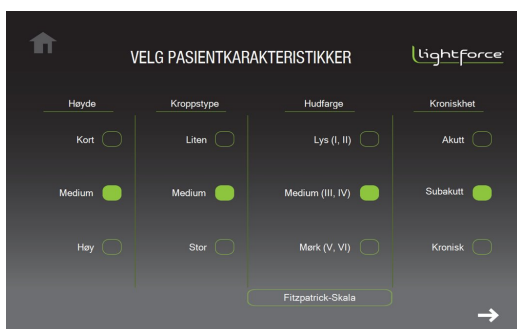 VELG PASIENTKARAKTERISTIKKER
lightforce
Høyde
Kroppstype
Hudfarge
Kroniskhet
Kort
Liten
Lys (I, II)
Akutt
Medium
Medium
Medium (III, IV)
Subakutt
Høy
Stor
Mørk (V, VI)
Kronisk
Fitzpatrick-Skala